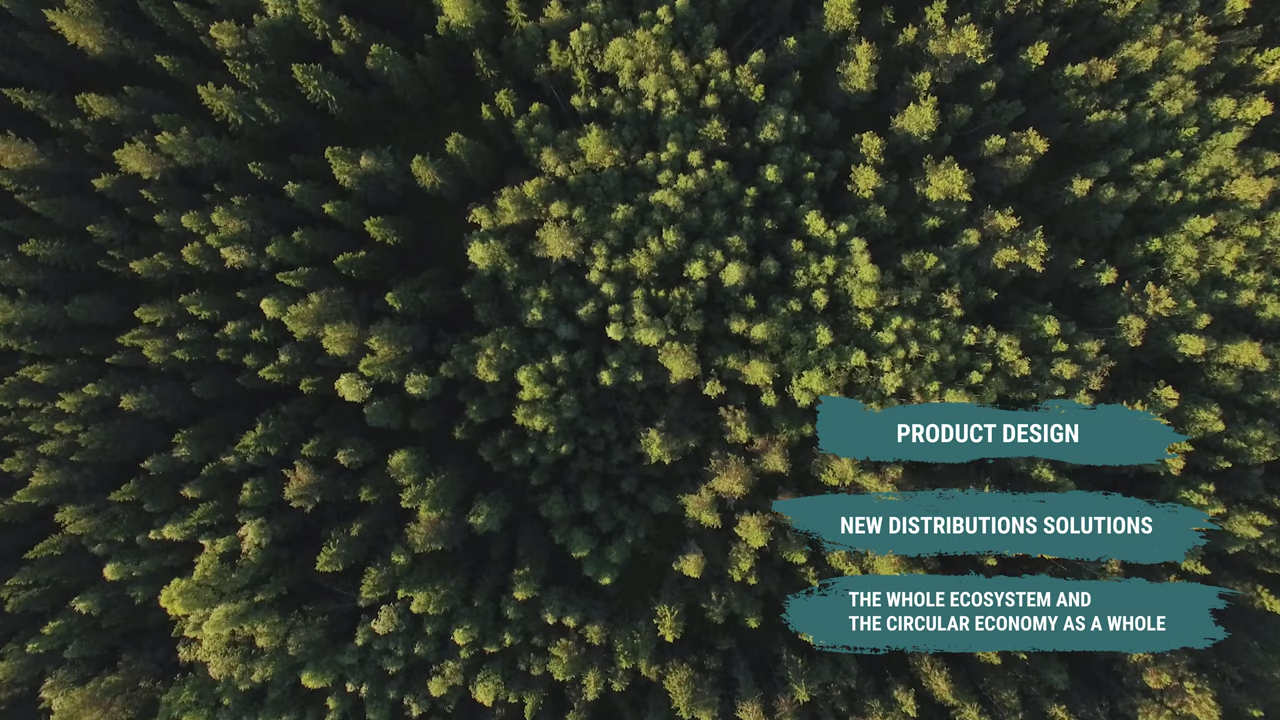 PRODUCT DESIGN
NEW DISTRIBUTIONS SOLUTIONS
THE WHOLE ECOSYSTEM AND
THE CIRCULAR ECONOMY AS A WHOLE